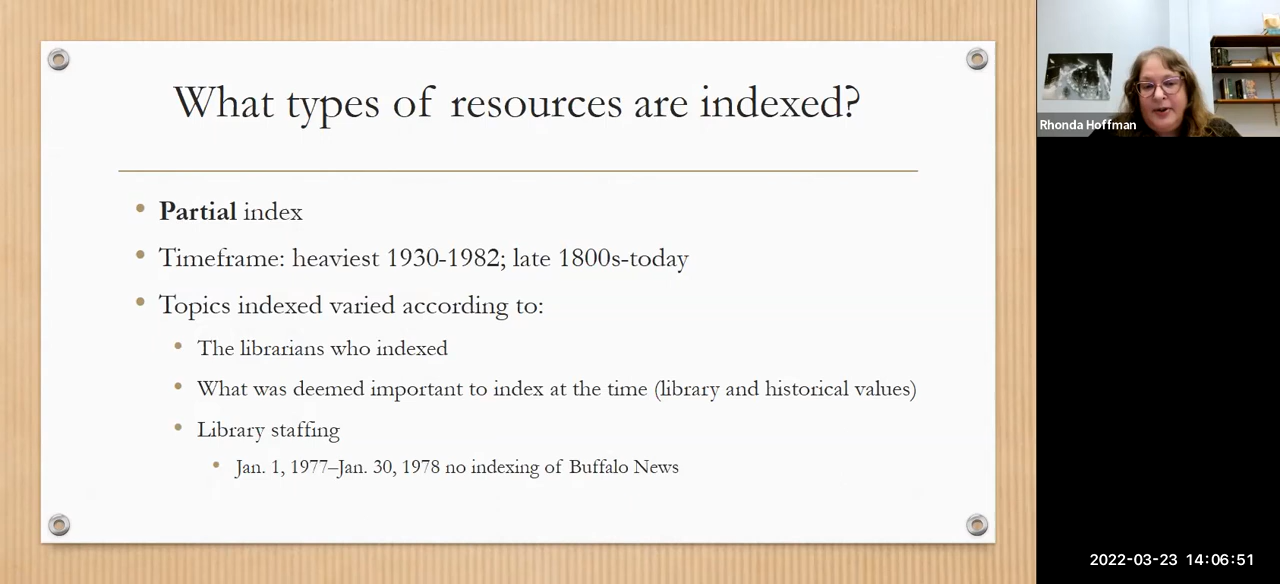 What types of resources are indexed?
Partial index
Timeframe: heaviest 1930-1982; late 1800s-today
Topics indexed varied according to:
The librarians who indexed
What was deemed important to index at the time (library and historical values)
Library staffing
Jan. 1, 1977–Jan. 30, 1978 no indexing of Buffalo News
Rhonda Hoffman
2022-03-23 14:06:51